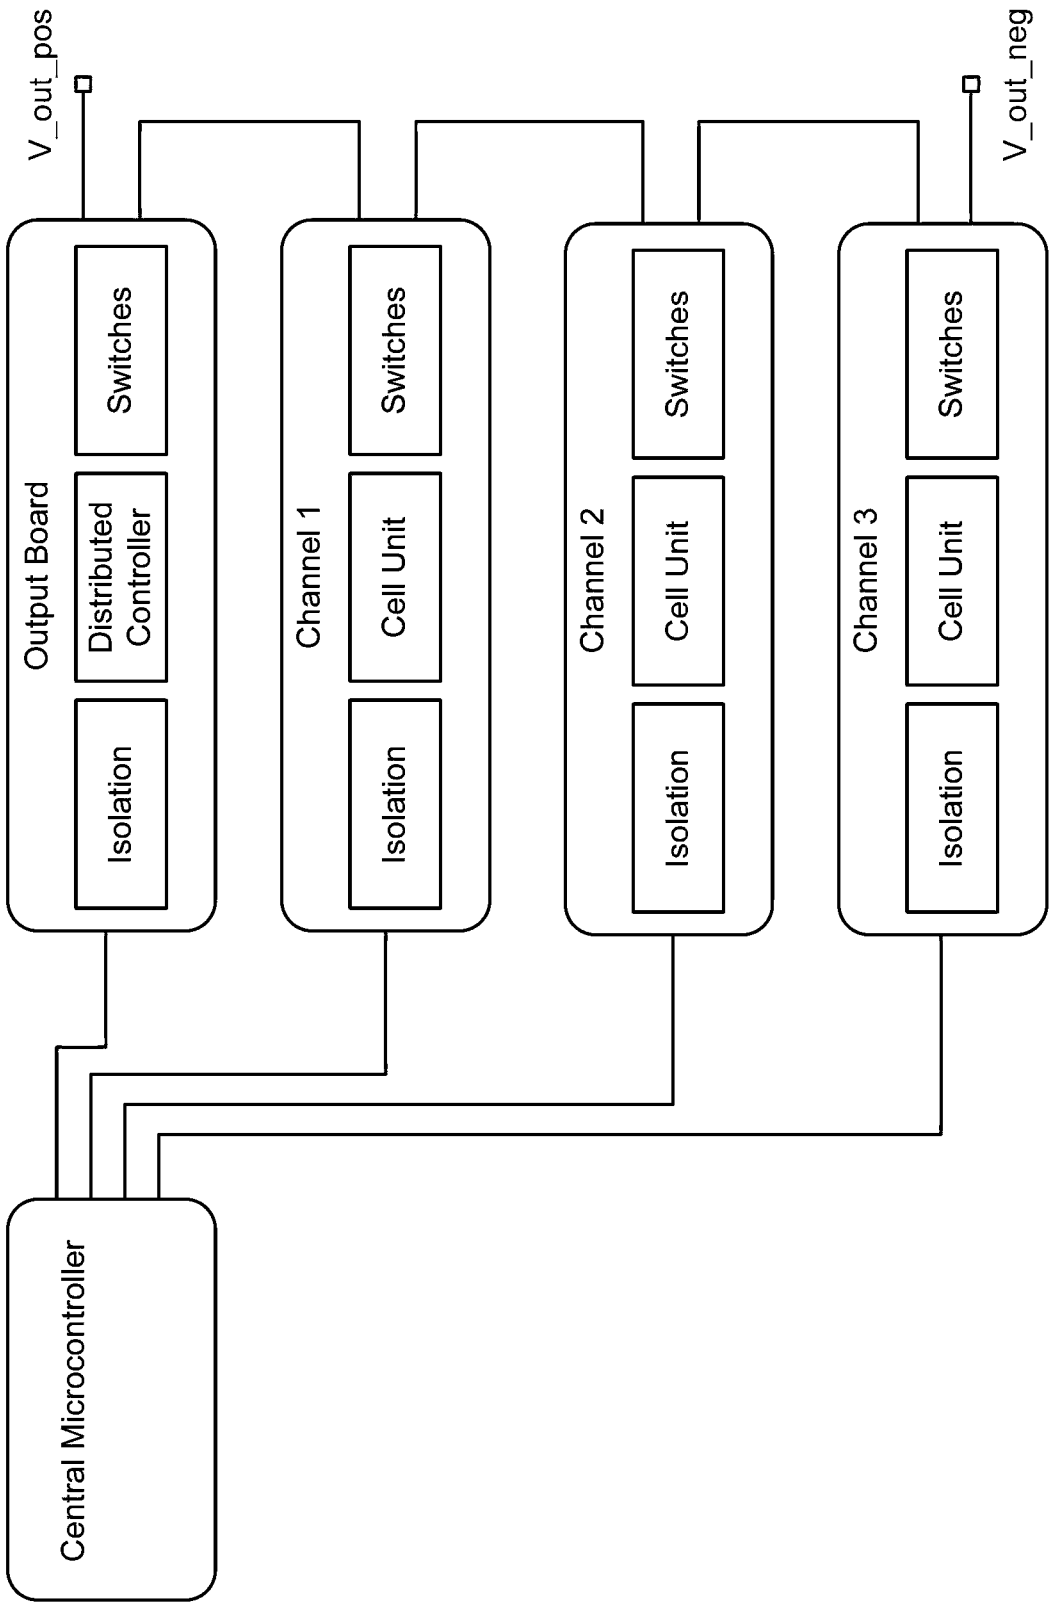 Central Microcontroller
Output Board
Isolation
Distributed
Controller
Switches
V_out_pos
Channel 1
Isolation
Cell Unit
Switches
Channel 2
Isolation
Cell Unit
Switches
Channel 3
Isolation
Cell Unit
Switches
V_out_neg